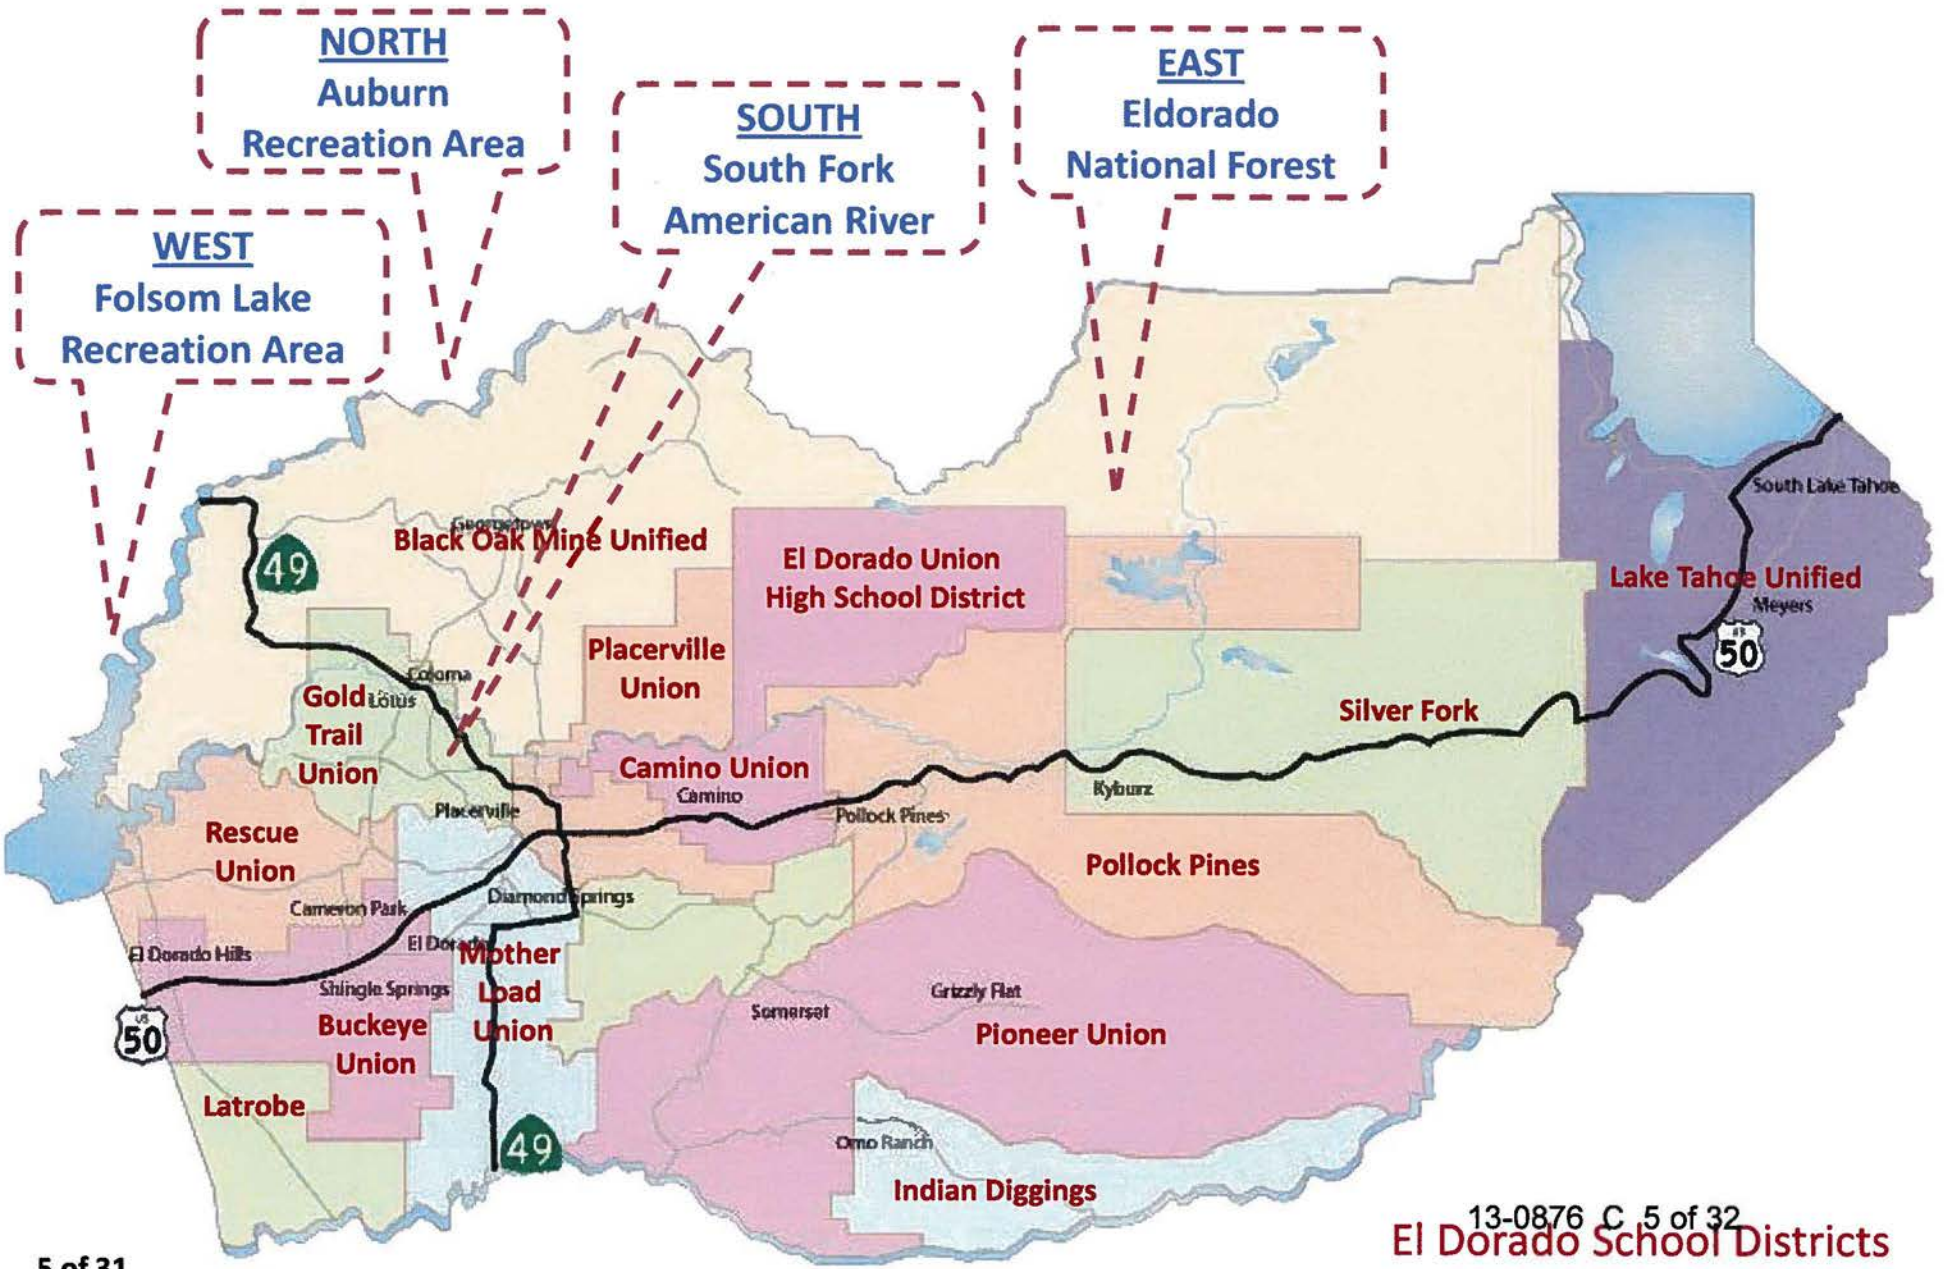 NORTH
Auburn
Recreation Area
SOUTH
South Fork
American River
EAST
Eldorado
National Forest
WEST
Folsom Lake
Recreation Area
South Lake Tahoe
Georgetown
Black Oak Mine Unified
49
El Dorado Union
High School District
Lake Tahoe Unified
Meyers
US
50
Placerville
Union
Coloma
Lotus
Gold
Trail
Union
Silver Fork
Camino Union
Camino
Kyburz
Placerville
Pollock Pines
Rescue
Union
Pollock Pines
Diamond Springs
Cameron Park
El Dorado
El Dorado Hills
Mother
Load
Union
Shingle Springs
Grizzly Flat
Somerset
Buckeye
Union
Pioneer Union
US
50
Latrobe
49
Omo Ranch
Indian Diggings
13-0876 C 5 of 32
El Dorado School Districts
5 of 31